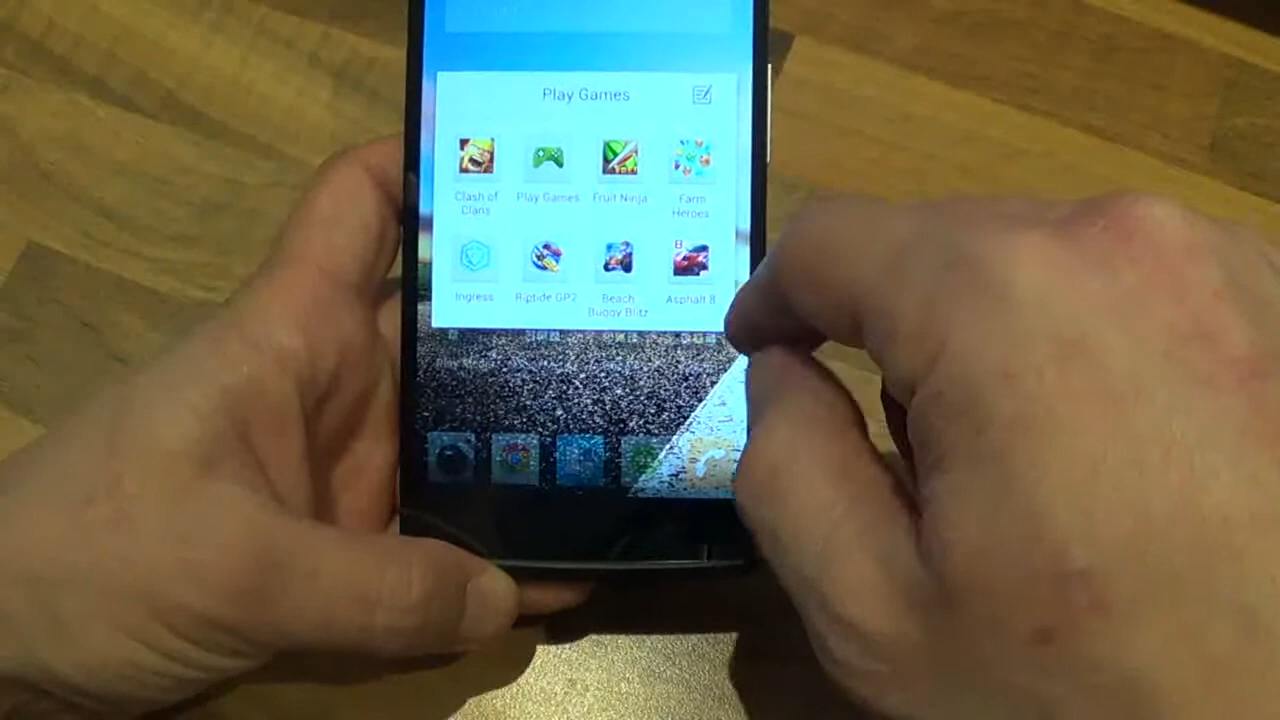 Play Games
Clash of
Clans
Play Games
Fruit Ninja
Farm
Heroes
Ingress
Riptide GP2
Beach
Buggy Blitz
8
Asphalt 8